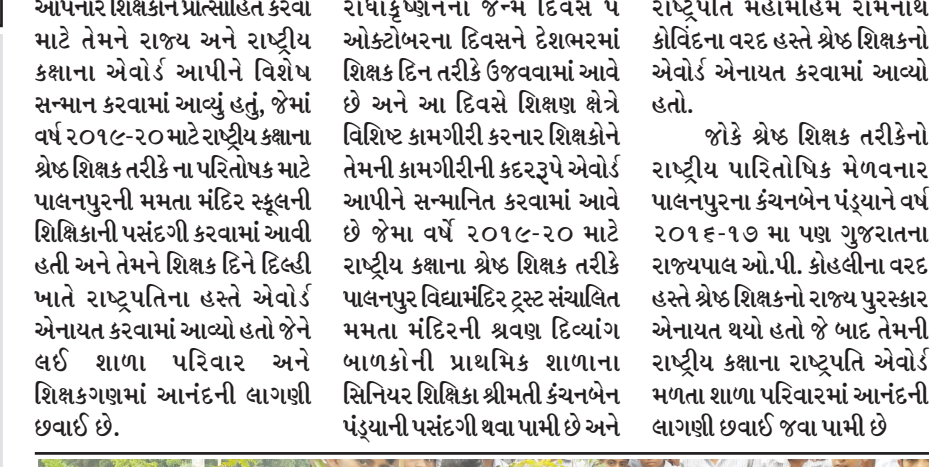 આપનાર શિક્ષકોને પ્રોત્સાહિત કરવા
માટે તેમને રાજ્ય અને રાષ્ટ્રીય
કક્ષાના એવોર્ડ આપીને વિશેષ
સન્માન કરવામાં આવ્યું હતું, જેમાં
વર્ષ ૨૦૧૯-૨૦ માટે રાષ્ટ્રીય કક્ષાના
શ્રેષ્ઠ શિક્ષક તરીકે ના પરિતોષક માટે
પાલનપુરની મમતા મંદિર સ્કૂલની
શિક્ષિકાની પસંદગી કરવામાં આવી
હતી અને તેમને શિક્ષક દિને દિલ્હી
ખાતે રાષ્ટ્રપતિના હસ્તે એવોર્ડ
એનાયત કરવામાં આવ્યો હતો જેને
લઈ શાળા પરિવાર અને
શિક્ષકગણમાં આનંદની લાગણી
છવાઈ છે.
રાધાકૃષ્ણનના જન્મ દિવસ ૫
ઓક્ટોબરના દિવસને દેશભરમાં
શિક્ષક દિન તરીકે ઉજવવામાં આવે
છે અને આ દિવસે શિક્ષણ ક્ષેત્રે
વિશિષ્ટ કામગીરી કરનાર શિક્ષકોને
તેમની કામગીરીની કદરરૂપે એવોર્ડ
આપીને સન્માનિત કરવામાં આવે
છે જેમા વર્ષે ૨૦૧૯-૨૦ માટે
રાષ્ટ્રીય કક્ષાના શ્રેષ્ઠ શિક્ષક તરીકે
પાલનપુર વિદ્યામંદિર ટ્રસ્ટ સંચાલિત
મમતા મંદિરની શ્રવણ દિવ્યાંગ
બાળકોની પ્રાથમિક શાળાના
સિનિયર શિક્ષિકા શ્રીમતી કંચનબેન
પંડ્યાની પસંદગી થવા પામી છે અને
રાષ્ટ્રપતિ મહામહિમ રામનાથ
કોવિંદના વરદ હસ્તે શ્રેષ્ઠ શિક્ષકનો
એવોર્ડ એનાયત કરવામાં આવ્યો
હતો.
જોકે શ્રેષ્ઠ શિક્ષક તરીકેનો
રાષ્ટ્રીય પારિતોષિક મેળવનાર
પાલનપુરના કંચનબેન પંડ્યાને વર્ષ
૨૦૧૬-૧૭ મા પણ ગુજરાતના
રાજ્યપાલ ઓ.પી. કોહલીના વરદ
હસ્તે શ્રેષ્ઠ શિક્ષકનો રાજ્ય પુરસ્કાર
એનાયત થયો હતો જે બાદ તેમની
રાષ્ટ્રીય કક્ષાના રાષ્ટ્રપતિ એવોર્ડ
મળતા શાળા પરિવારમાં આનંદની
લાગણી છવાઈ જવા પામી છે